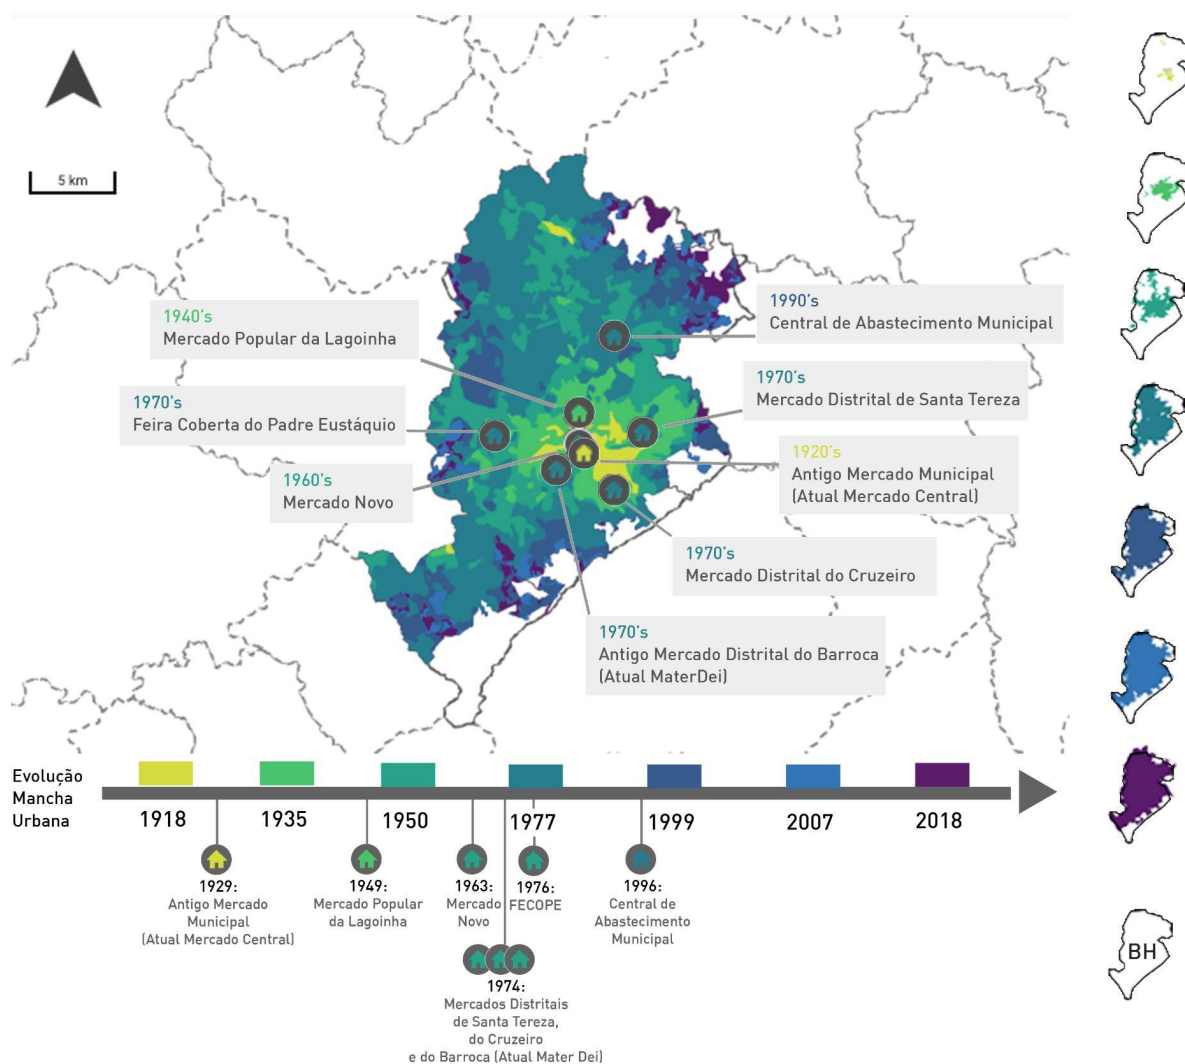 5 km
1940's
Mercado Popular da Lagoinha
1990's
Central de Abastecimento Municipal
1970's
Feira Coberta do Padre Eustáquio
1970's
Mercado Distrital de Santa Tereza
1960's
Mercado Novo
1920's
Antigo Mercado Municipal
(Atual Mercado Central)
1970's
Mercado Distrital do Cruzeiro
1970's
Antigo Mercado Distrital do Barroca
(Atual MaterDei)
Evolução
Mancha
Urbana
1918
1935
1950
1977
1999
2007
2018
1929:
Antigo Mercado
Municipal
(Atual Mercado Central)
1949:
Mercado Popular
da Lagoinha
1963:
Mercado
Novo
1976:
FECOPE
1996:
Central de
Abastecimento
Municipal
1974:
Mercados Distritais
de Santa Tereza,
do Cruzeiro
e do Barroca (Atual Mater Dei)
BH